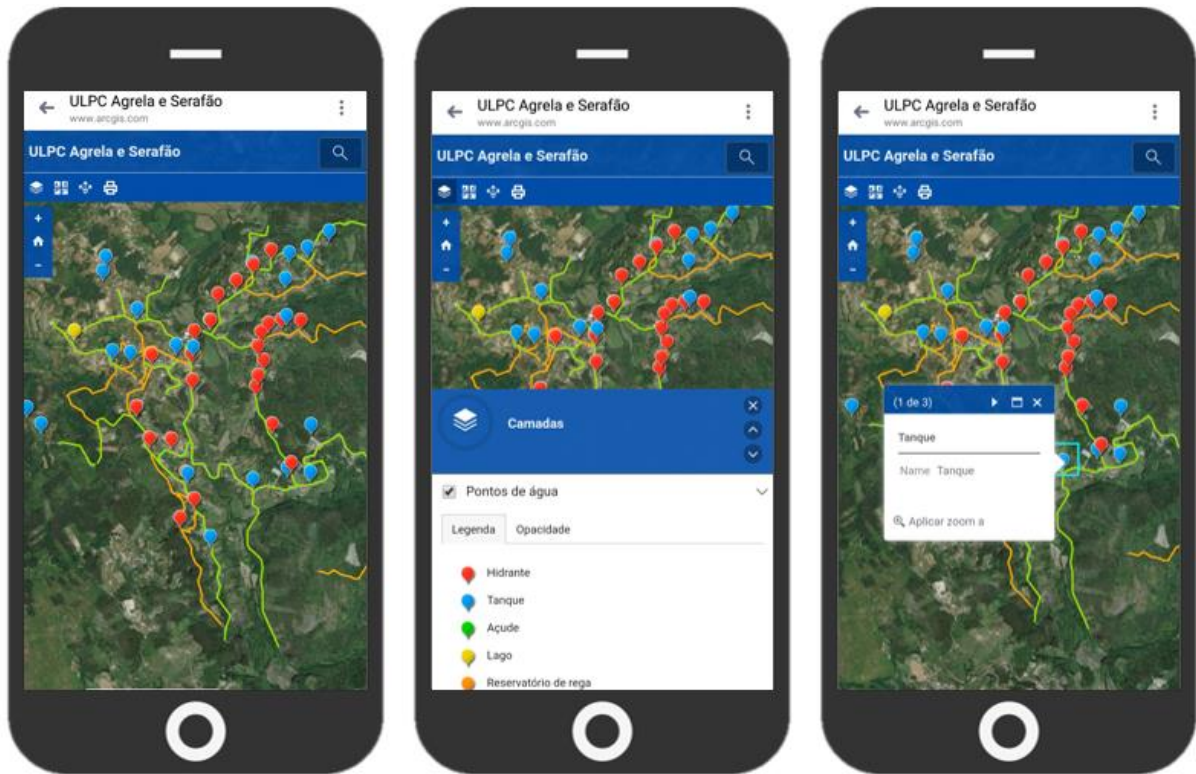 ULPC Agrela e Serafão
www.arcgis.com
ULPC Agrela e Serafão
+
-
ULPC Agrela e Serafão
www.arcgis.com
ULPC Agrela e Serafão
+
-
Camadas
Pontos de água
Legenda Opacidade
Hidrante
Tanque
Açude
Lago
Reservatório de rega
ULPC Agrela e Serafão
www.arcgis.com
ULPC Agrela e Serafão
+
-
(1 de 3)
Tanque
Name Tanque
Aplicar zoom a